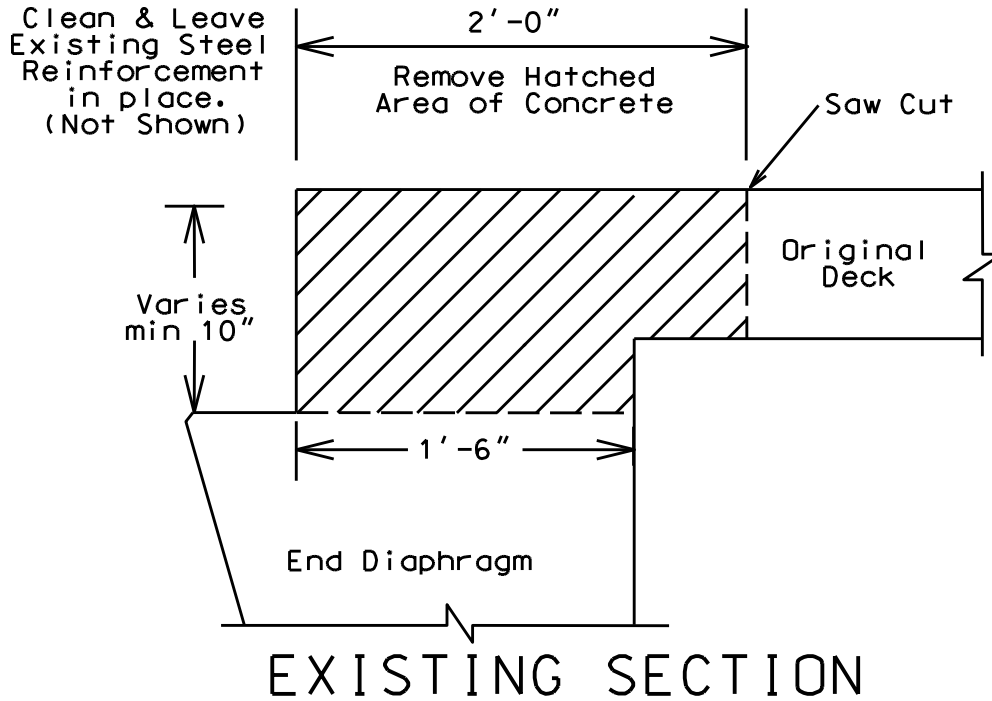 Clean & Leave
Existing Steel
Reinforcement
in place.
(Not Shown)
2'-0"
Remove Hatched
Area of Concrete
Saw Cut
Original
Deck
Varies
min 10"
1'-6"
End Diaphragm
EXISTING SECTION